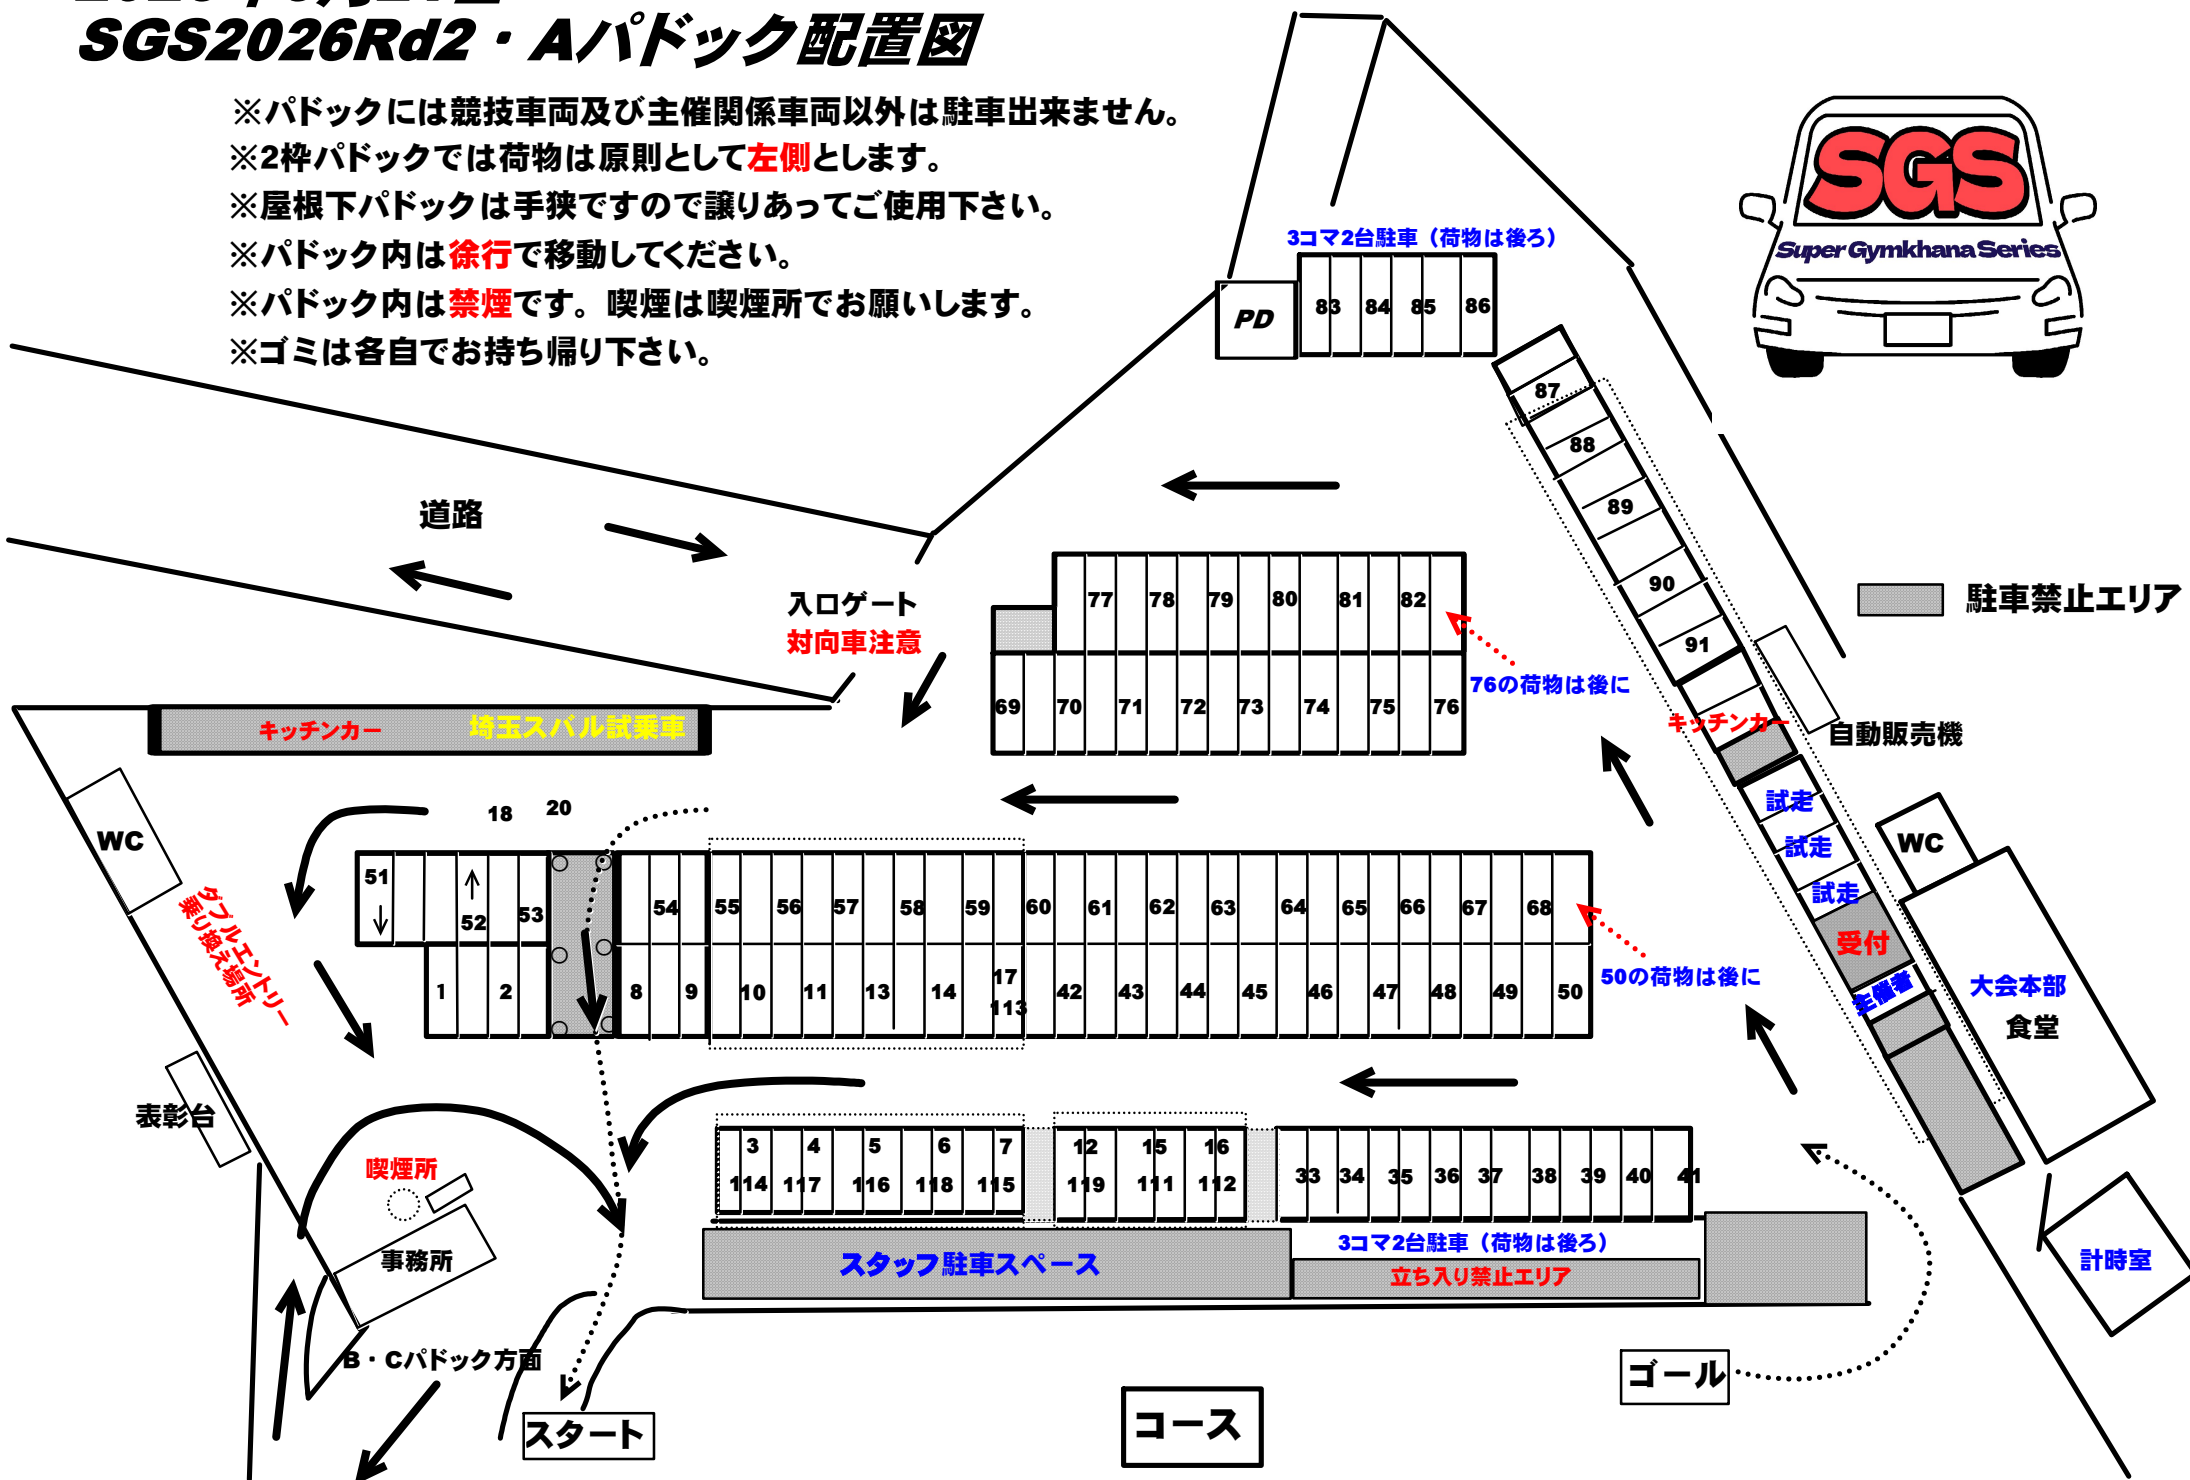 SGS2026Rd2・Aパドック配置図
※パドックには競技車両及び主催関係車両以外は駐車出来ません。
※2枠パドックでは荷物は原則として左側とします。
※屋根下パドックは手狭ですので譲りあってご使用下さい。
※パドック内は徐行で移動してください。
※パドック内は禁煙です。喫煙は喫煙所でお願いします。
※ゴミは各自でお持ち帰り下さい。
SGS
Super Gymkhana Series
3コマ2台駐車（荷物は後ろ）
PD
83 84 85 86
87
88
89
90
91
道路
入口ゲート
対向車注意
77 78 79 80 81 82
69 70 71 72 73 74 75 76
76の荷物は後に
駐車禁止エリア
キッチンカー
自動販売機
キッチンカー 埼玉スバル試乗車
18 20
WC
ダブルエントリー
乗り換え場所
51 52 53 54 55 56 57 58 59 60 61 62 63 64 65 66 67 68
1 2 8 9 10 11 13 14 17 42 43 44 45 46 47 48 49 50
113
50の荷物は後に
試走
試走
試走
受付
主催者
WC
大会本部
食堂
表彰台
喫煙所
事務所
3 4 5 6 7 12 15 16
114 117 116 118 115 119 111 112
33 34 35 36 37 38 39 40 41
スタッフ駐車スペース
3コマ2台駐車（荷物は後ろ）
立ち入り禁止エリア
計時室
B・Cパドック方面
スタート
コース
ゴール